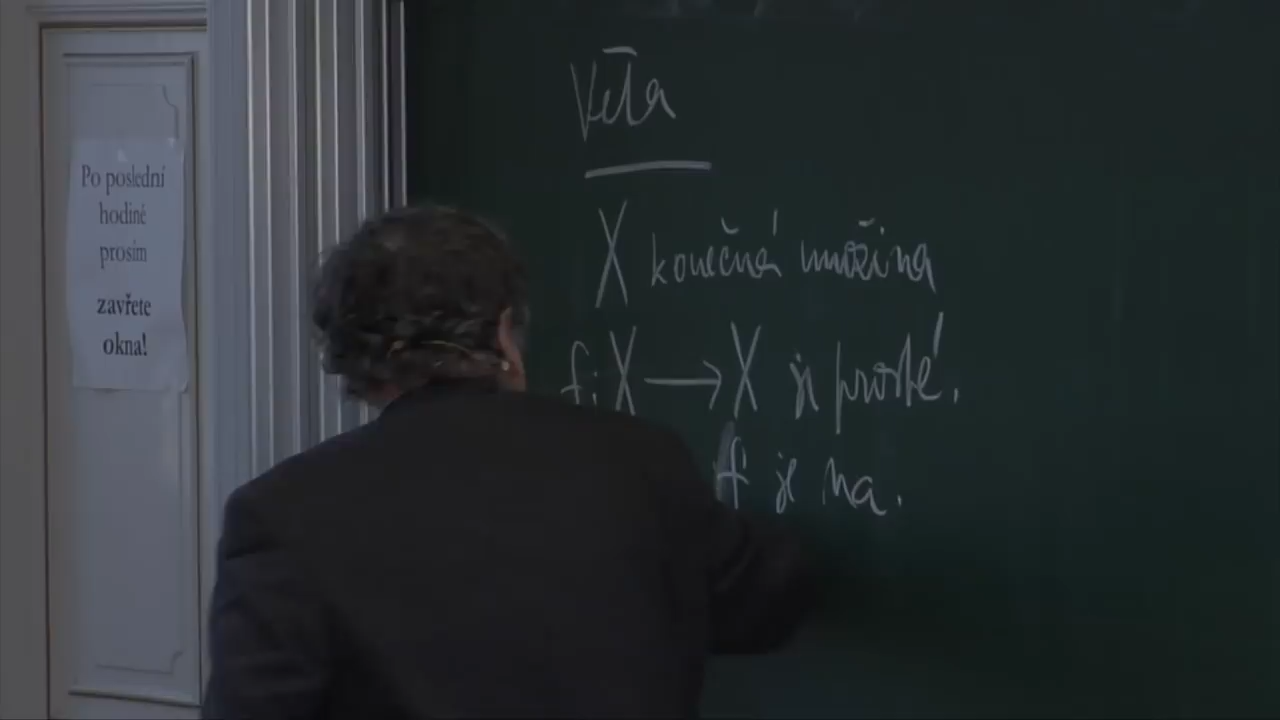 Po poslední
hodině
prosím
zavřete
okna!
Věta
X konečná množina
f: X → X je prosté.
f je na.